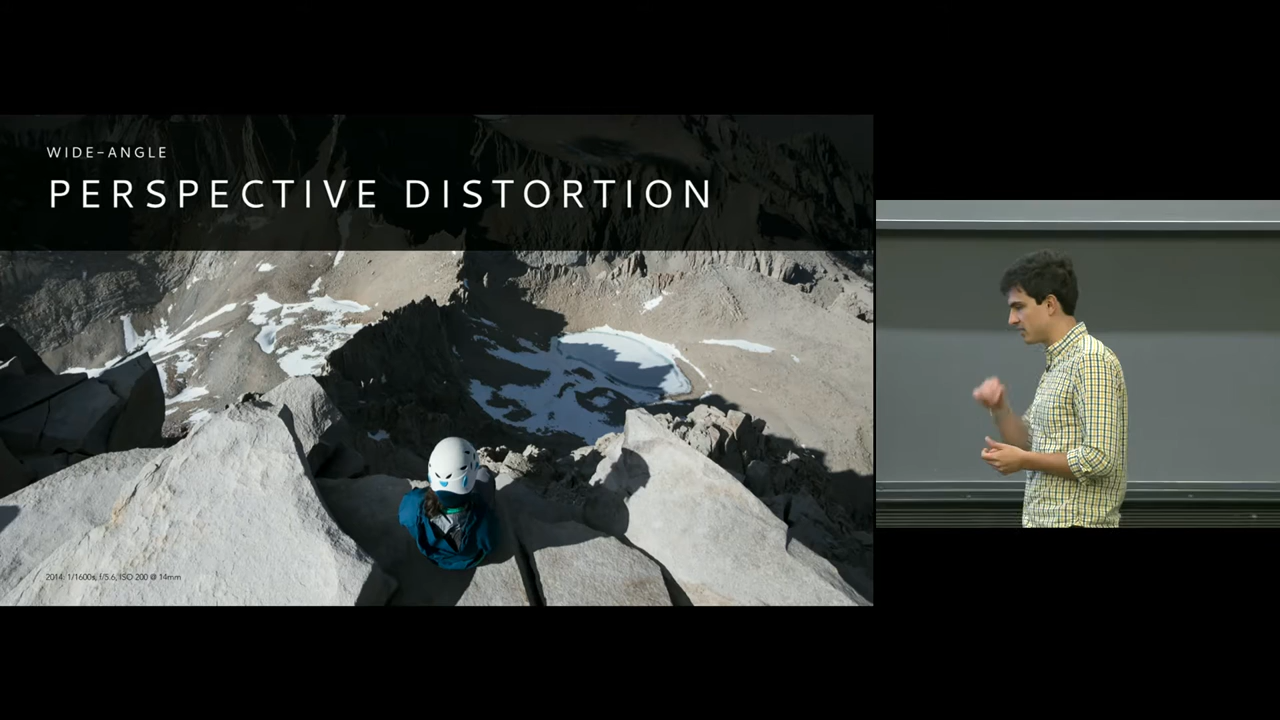 WIDE-ANGLE
PERSPECTIVE DISTORTION
2014: 1/1600s, f/5.6, ISO 200 @ 14mm